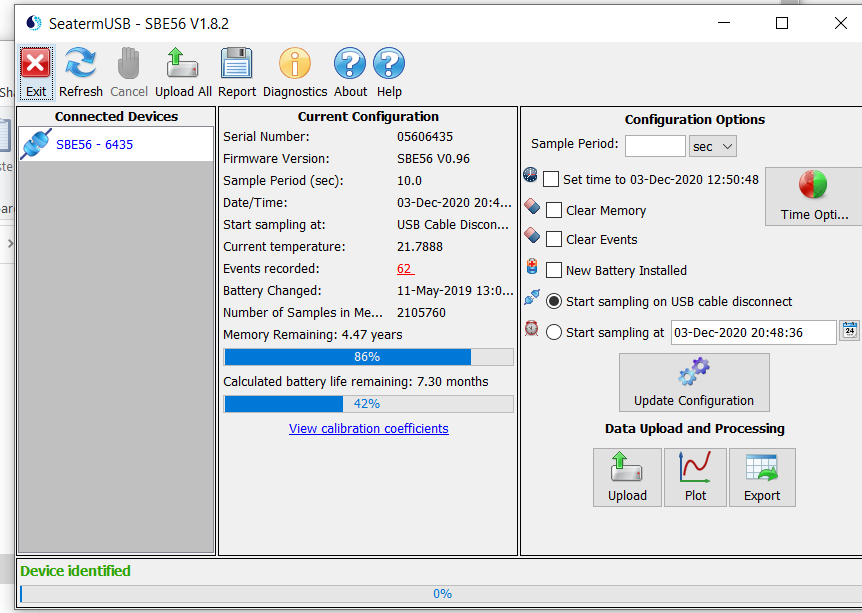 SeatermUSB - SBE56 V1.8.2
Exit Refresh Cancel Upload All Report Diagnostics About Help
Connected Devices
SBE56 - 6435
Current Configuration
Serial Number: 05606435
Firmware Version: SBE56 V0.96
Sample Period (sec): 10.0
Date/Time: 03-Dec-2020 20:4...
Start sampling at: USB Cable Discon...
Current temperature: 21.7888
Events recorded: 62
Battery Changed: 11-May-2019 13:0...
Number of Samples in Me... 2105760
Memory Remaining: 4.47 years
86%
Calculated battery life remaining: 7.30 months
42%
View calibration coefficients
Configuration Options
Sample Period: sec
Set time to 03-Dec-2020 12:50:48
Time Opti...
Clear Memory
Clear Events
New Battery Installed
Start sampling on USB cable disconnect
Start sampling at 03-Dec-2020 20:48:36
24
Update Configuration
Data Upload and Processing
Upload Plot Export
Device identified
0%